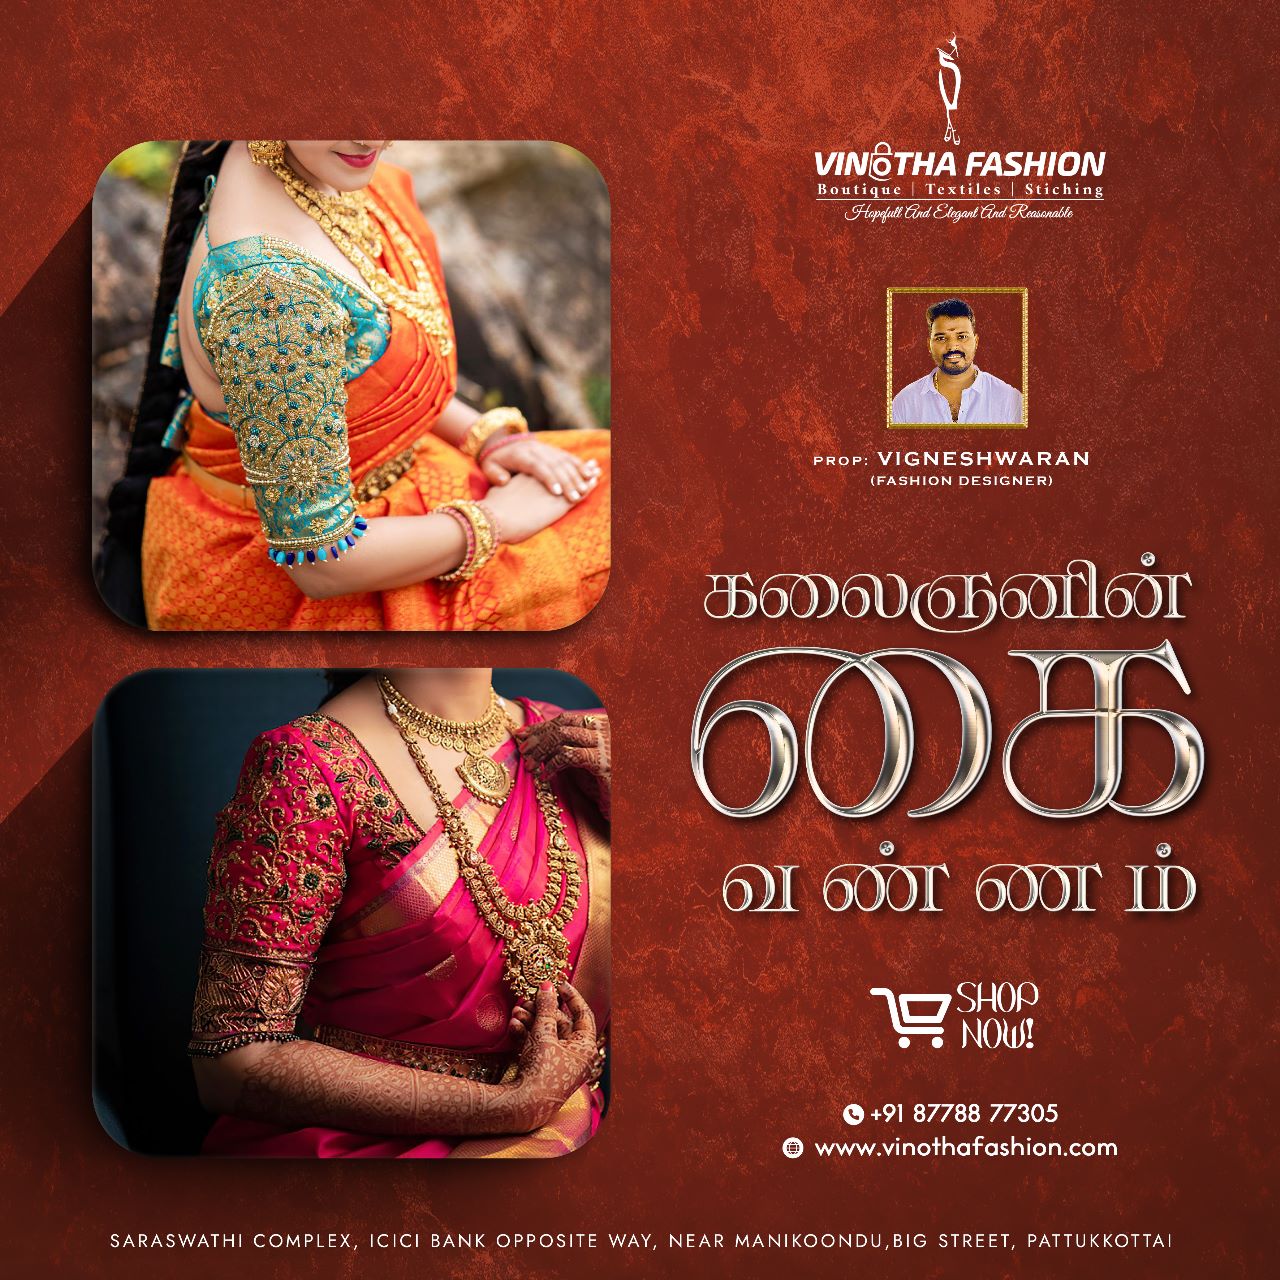 VINOTHA FASHION
Boutique | Textiles | Stiching
Hopefull And Elegant And Reasonable
PROP: VIGNESHWARAN
(FASHION DESIGNER)
கலைஞனின்
கை
வண்ணம்
SHOP
NOW!
+91 87788 77305
www.vinothafashion.com
SARASWATHI COMPLEX, ICICI BANK OPPOSITE WAY, NEAR MANIKOONDU,BIG STREET, PATTUKKOTTAI